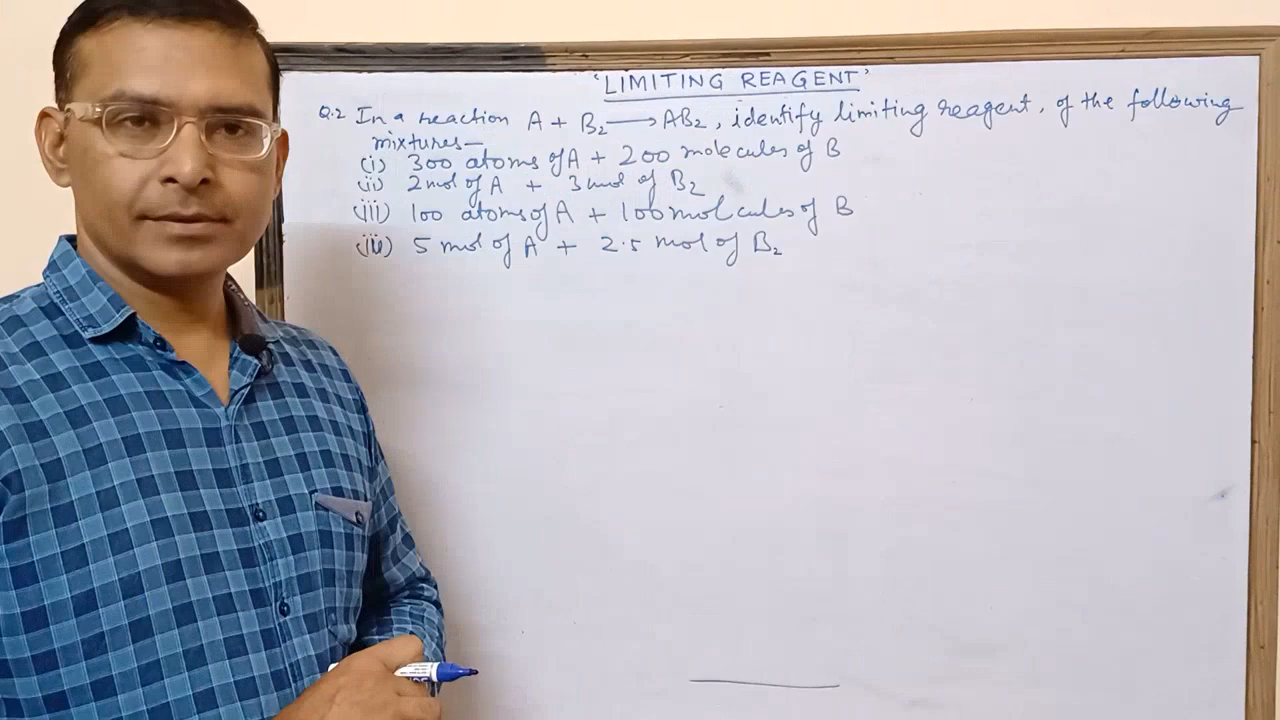 'LIMITING REAGENT'
Q.2 In a reaction A + B₂ ⟶ AB₂, identify limiting reagent, of the following
mixtures—
(i) 300 atoms of A + 200 molecules of B
(ii) 2 mol of A + 3 mol of B₂
(iii) 100 atoms of A + 100 molcules of B
(iv) 5 mol of A + 2.5 mol of B₂